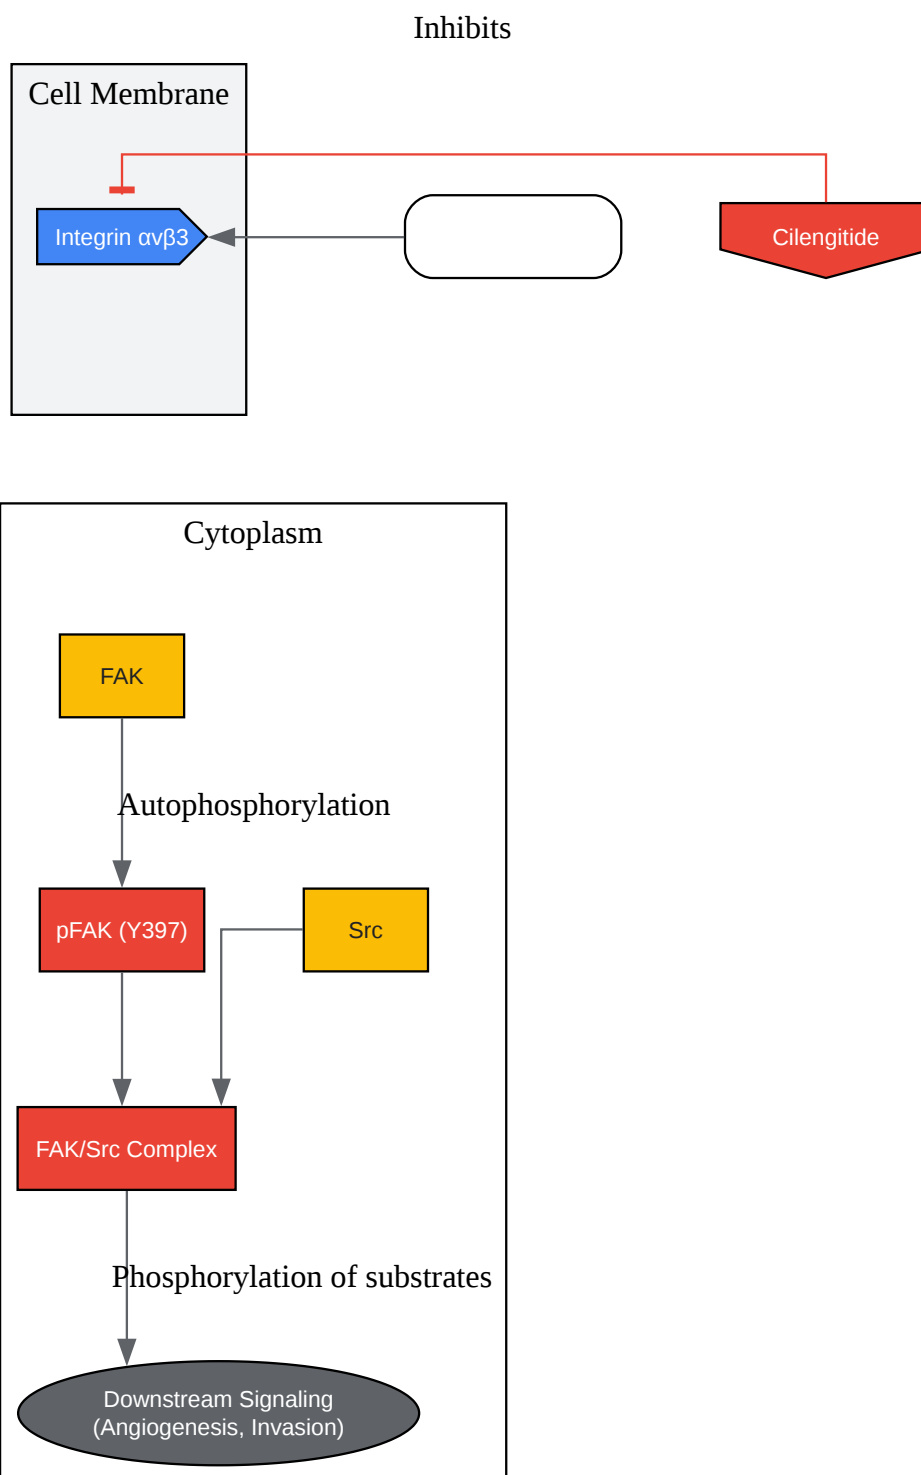 Inhibits
Cell Membrane
Integrin αvβ3
Cilengitide
Cytoplasm
FAK
Autophosphorylation
pFAK (Y397)
Src
FAK/Src Complex
Phosphorylation of substrates
Downstream Signaling
(Angiogenesis, Invasion)